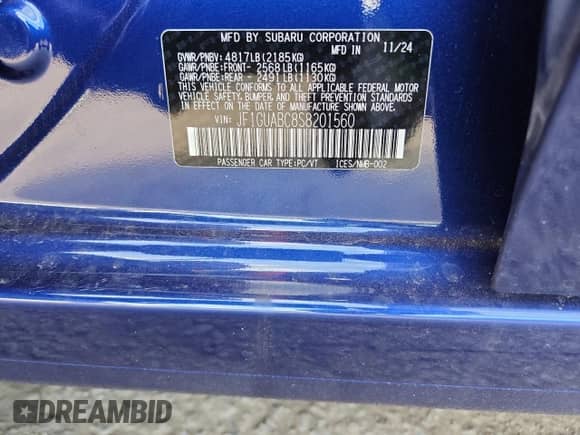 MFD BY SUBARU CORPORATION
MFD IN 11/24
GVWR/PNBV: 4817LB(2185KG)
GAWR/PNBE:FRONT- 2568LB(1165KG)
GAWR/PNBE:REAR - 2491LB(1130KG)
THIS VEHICLE CONFORMS TO ALL APPLICABLE FEDERAL MOTOR
VEHICLE SAFETY, BUMPER, AND THEFT PREVENTION STANDARDS
IN EFFECT ON THE DATE OF MANUFACTURE SHOWN ABOVE.
VIN: JF1GUABC8S8201560
PASSENGER CAR TYPE:PC/VT ICES/NMB-002
DREAMBID